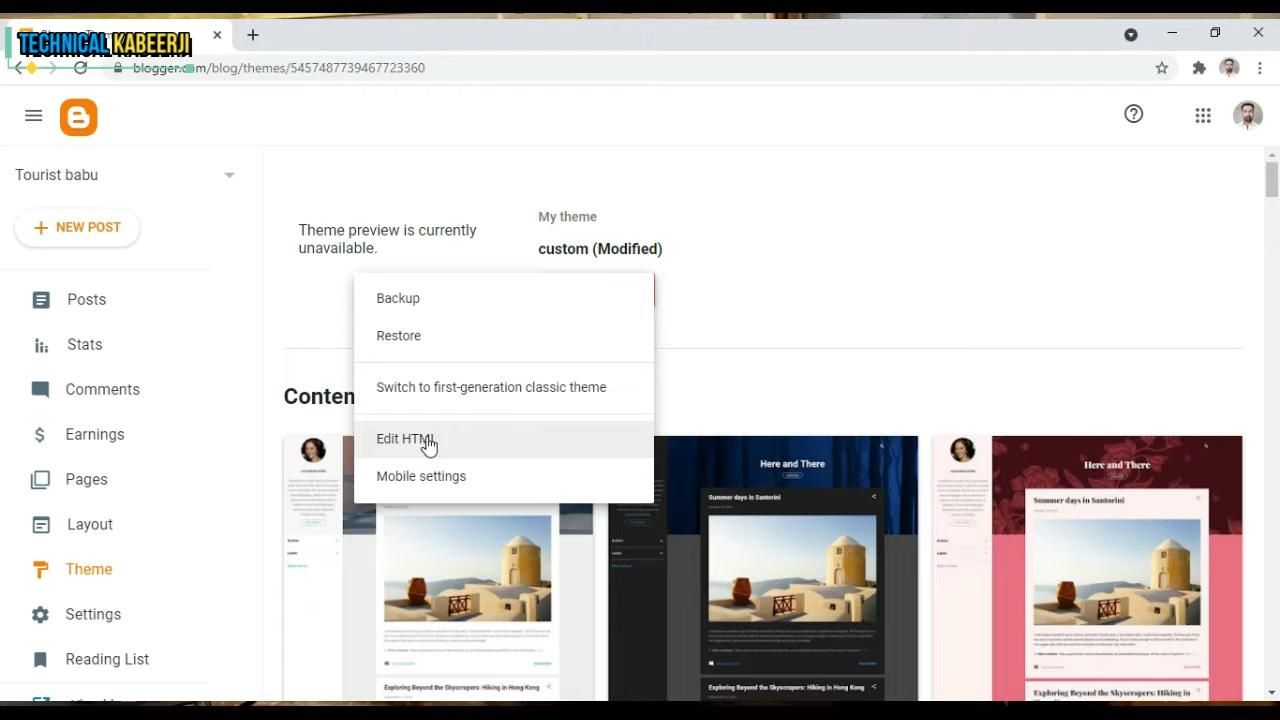 TECHNICAL KABEERJI
blogger.com/blog/themes/5457487739467723360
Tourist babu
NEW POST
Posts
Stats
Comments
Earnings
Pages
Layout
Theme
Settings
Reading List
Theme preview is currently
unavailable.
My theme
custom (Modified)
Backup
Restore
Switch to first-generation classic theme
Edit HTML
Mobile settings
Conten
Here and There
Summer days in Santorini
Exploring Beyond the Skyscrapers: Hiking in Hong Kong
Here and There
Summer days in Santorini
Exploring Beyond the Skyscrapers: Hiking in Hong Kong
Exploring Beyond the Skyscrapers: